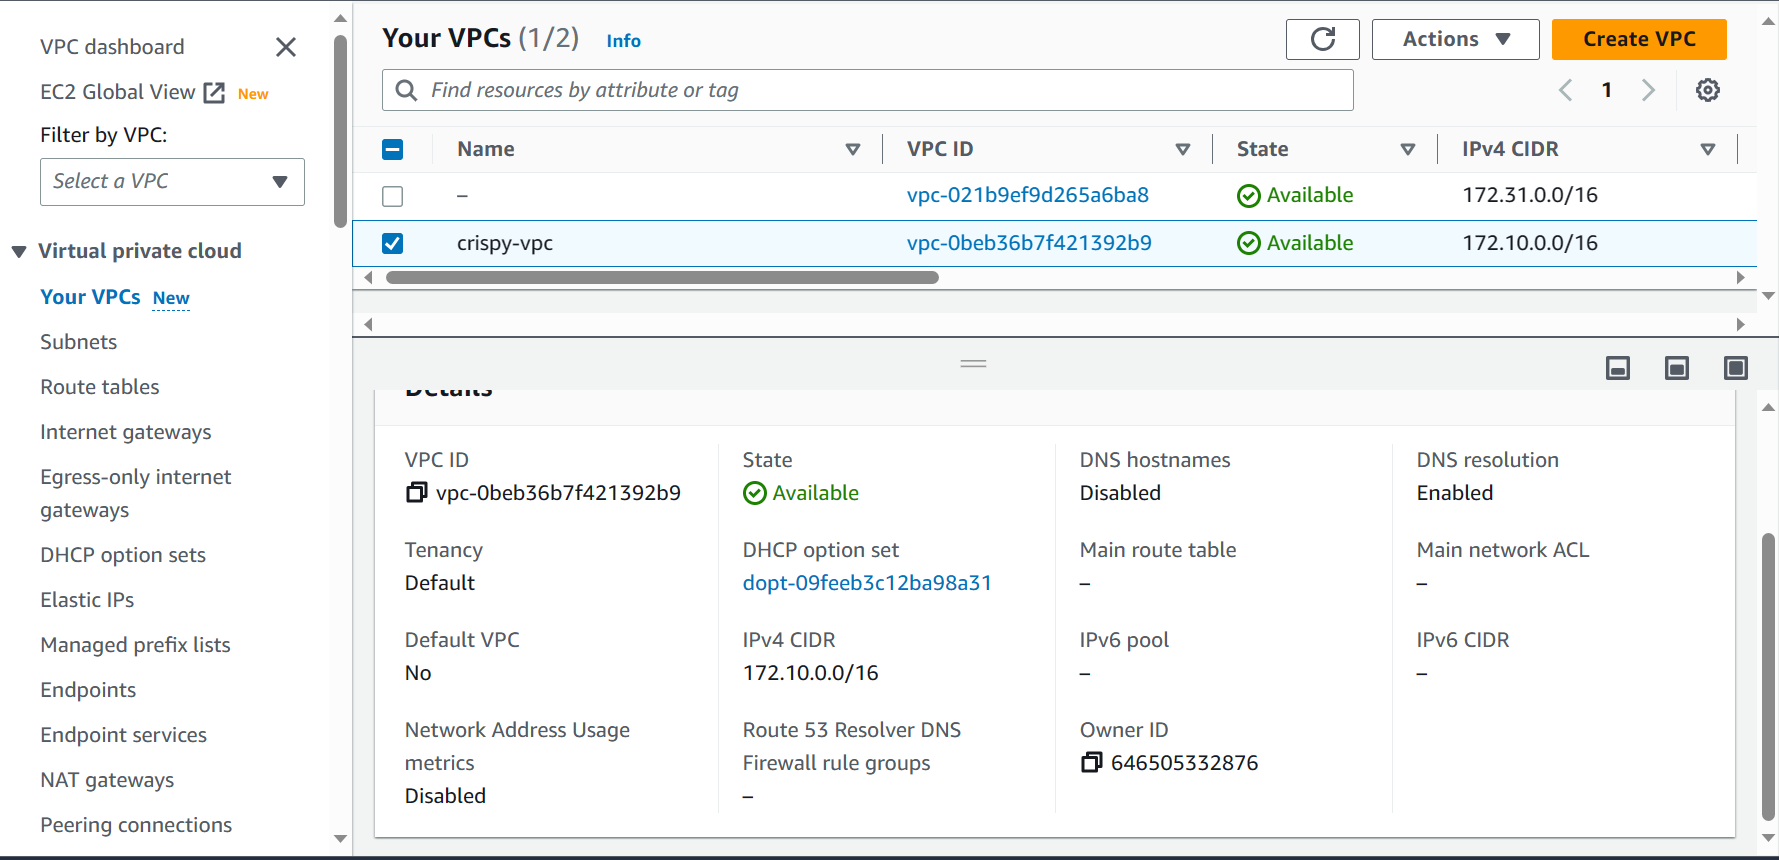 VPC dashboard
EC2 Global View New
Filter by VPC:
Select a VPC
Virtual private cloud
Your VPCs New
Subnets
Route tables
Internet gateways
Egress-only internet
gateways
DHCP option sets
Elastic IPs
Managed prefix lists
Endpoints
Endpoint services
NAT gateways
Peering connections
Your VPCs (1/2) Info
Actions
Create VPC
Find resources by attribute or tag
1
Name VPC ID State IPv4 CIDR
– vpc-021b9ef9d265a6ba8 Available 172.31.0.0/16
crispy-vpc vpc-0beb36b7f421392b9 Available 172.10.0.0/16
Details
VPC ID
vpc-0beb36b7f421392b9
State
Available
DNS hostnames
Disabled
DNS resolution
Enabled
Tenancy
Default
DHCP option set
dopt-09feeb3c12ba98a31
Main route table
–
Main network ACL
–
Default VPC
No
IPv4 CIDR
172.10.0.0/16
IPv6 pool
–
IPv6 CIDR
–
Network Address Usage
metrics
Disabled
Route 53 Resolver DNS
Firewall rule groups
–
Owner ID
646505332876